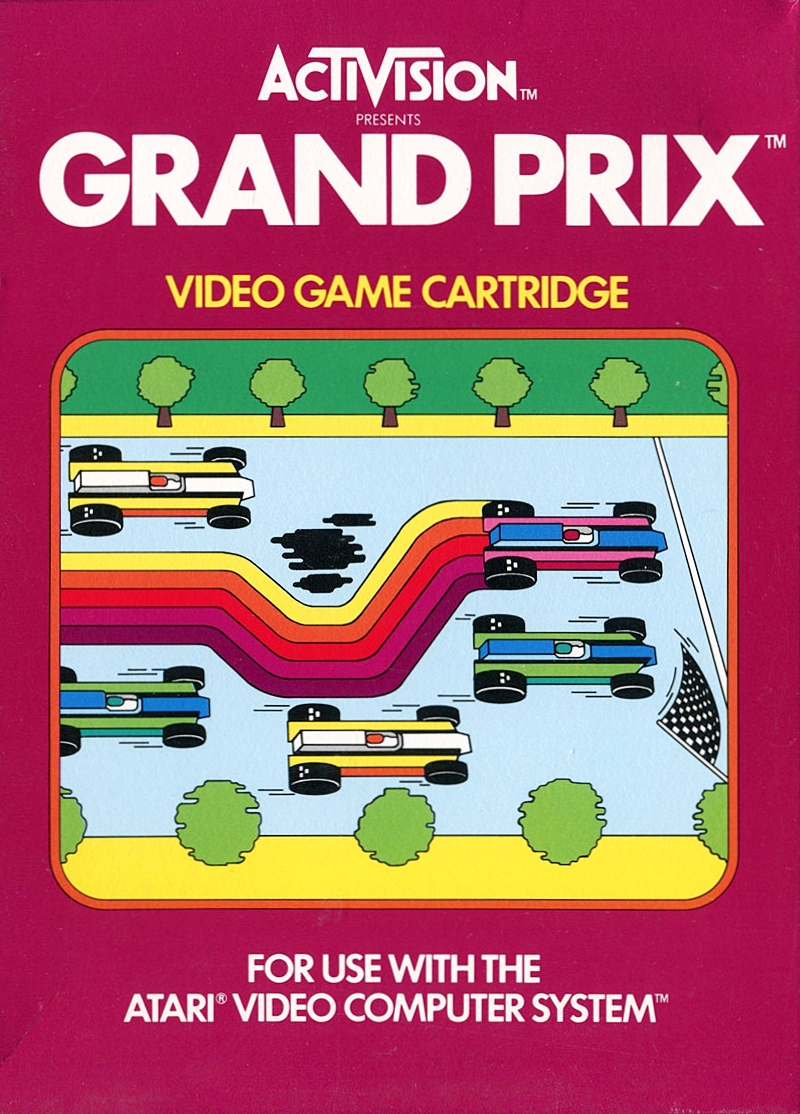 ACTIVISION™
PRESENTS
GRAND PRIX™
VIDEO GAME CARTRIDGE
FOR USE WITH THE
ATARI® VIDEO COMPUTER SYSTEM™